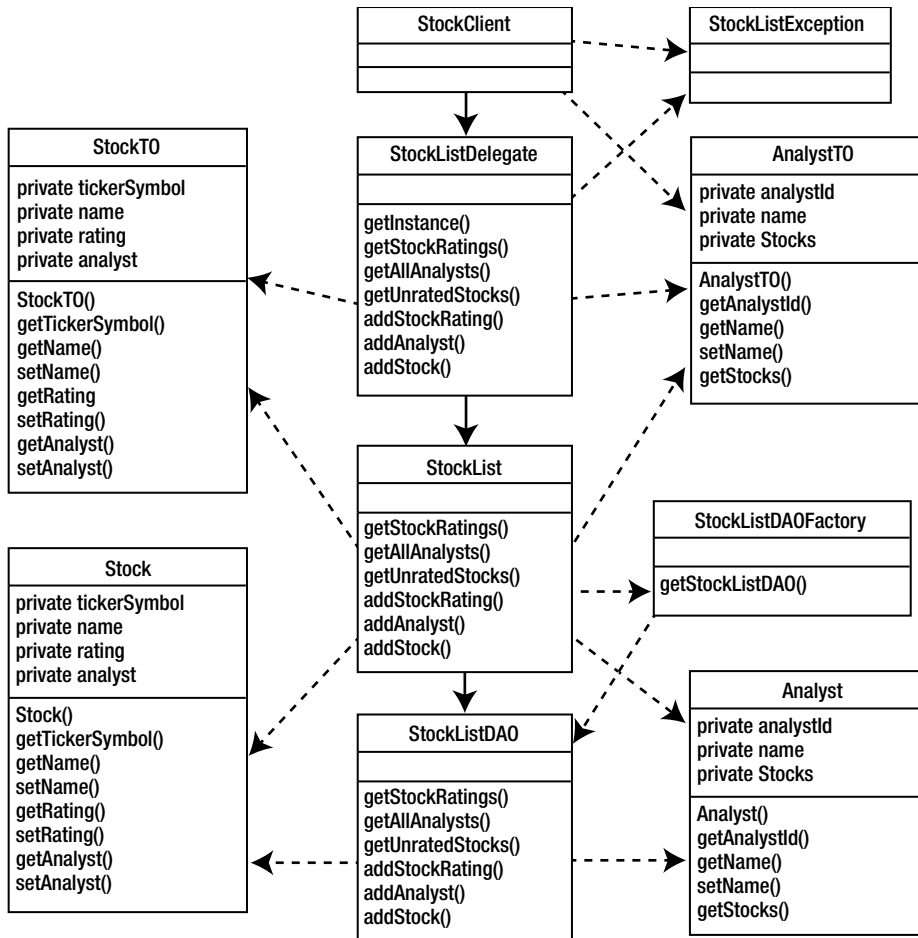 StockClient
StockListException
StockTO
private tickerSymbol
private name
private rating
private analyst
StockTO()
getTickerSymbol()
getName()
setName()
getRating
setRating()
getAnalyst()
setAnalyst()
StockListDelegate
getInstance()
getStockRatings()
getAllAnalysts()
getUnratedStocks()
addStockRating()
addAnalyst()
addStock()
AnalystTO
private analystId
private name
private Stocks
AnalystTO()
getAnalystId()
getName()
setName()
getStocks()
StockList
getStockRatings()
getAllAnalysts()
getUnratedStocks()
addStockRating()
addAnalyst()
addStock()
StockListDAOFactory
getStockListDAO()
Stock
private tickerSymbol
private name
private rating
private analyst
Stock()
getTickerSymbol()
getName()
setName()
getRating()
setRating()
getAnalyst()
setAnalyst()
StockListDAO
getStockRatings()
getAllAnalysts()
getUnratedStocks()
addStockRating()
addAnalyst()
addStock()
Analyst
private analystId
private name
private Stocks
Analyst()
getAnalystId()
getName()
setName()
getStocks()